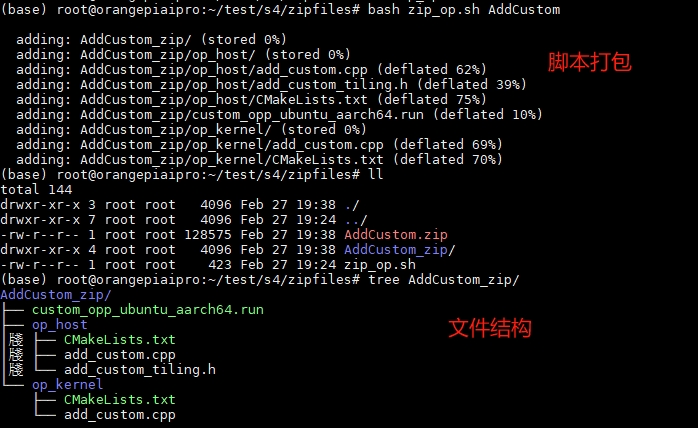 (base) root@orangepiaipro:~/test/s4/zipfiles# bash zip_op.sh AddCustom
adding: AddCustom_zip/ (stored 0%)
adding: AddCustom_zip/op_host/ (stored 0%)
adding: AddCustom_zip/op_host/add_custom.cpp (deflated 62%)
脚本打包
adding: AddCustom_zip/op_host/add_custom_tiling.h (deflated 39%)
adding: AddCustom_zip/op_host/CMakeLists.txt (deflated 75%)
adding: AddCustom_zip/custom_opp_ubuntu_aarch64.run (deflated 10%)
adding: AddCustom_zip/op_kernel/ (stored 0%)
adding: AddCustom_zip/op_kernel/add_custom.cpp (deflated 69%)
adding: AddCustom_zip/op_kernel/CMakeLists.txt (deflated 70%)
(base) root@orangepiaipro:~/test/s4/zipfiles# ll
total 144
drwxr-xr-x 3 root root 4096 Feb 27 19:38 ./
drwxr-xr-x 7 root root 4096 Feb 27 19:24 ../
-rw-r--r-- 1 root root 128575 Feb 27 19:38 AddCustom.zip
drwxr-xr-x 4 root root 4096 Feb 27 19:38 AddCustom_zip/
-rw-r--r-- 1 root root 423 Feb 27 19:24 zip_op.sh
(base) root@orangepiaipro:~/test/s4/zipfiles# tree AddCustom_zip/
AddCustom_zip/
├── custom_opp_ubuntu_aarch64.run
├── op_host
文件结构
│ ├── CMakeLists.txt
│ ├── add_custom.cpp
│ └── add_custom_tiling.h
└── op_kernel
├── CMakeLists.txt
└── add_custom.cpp